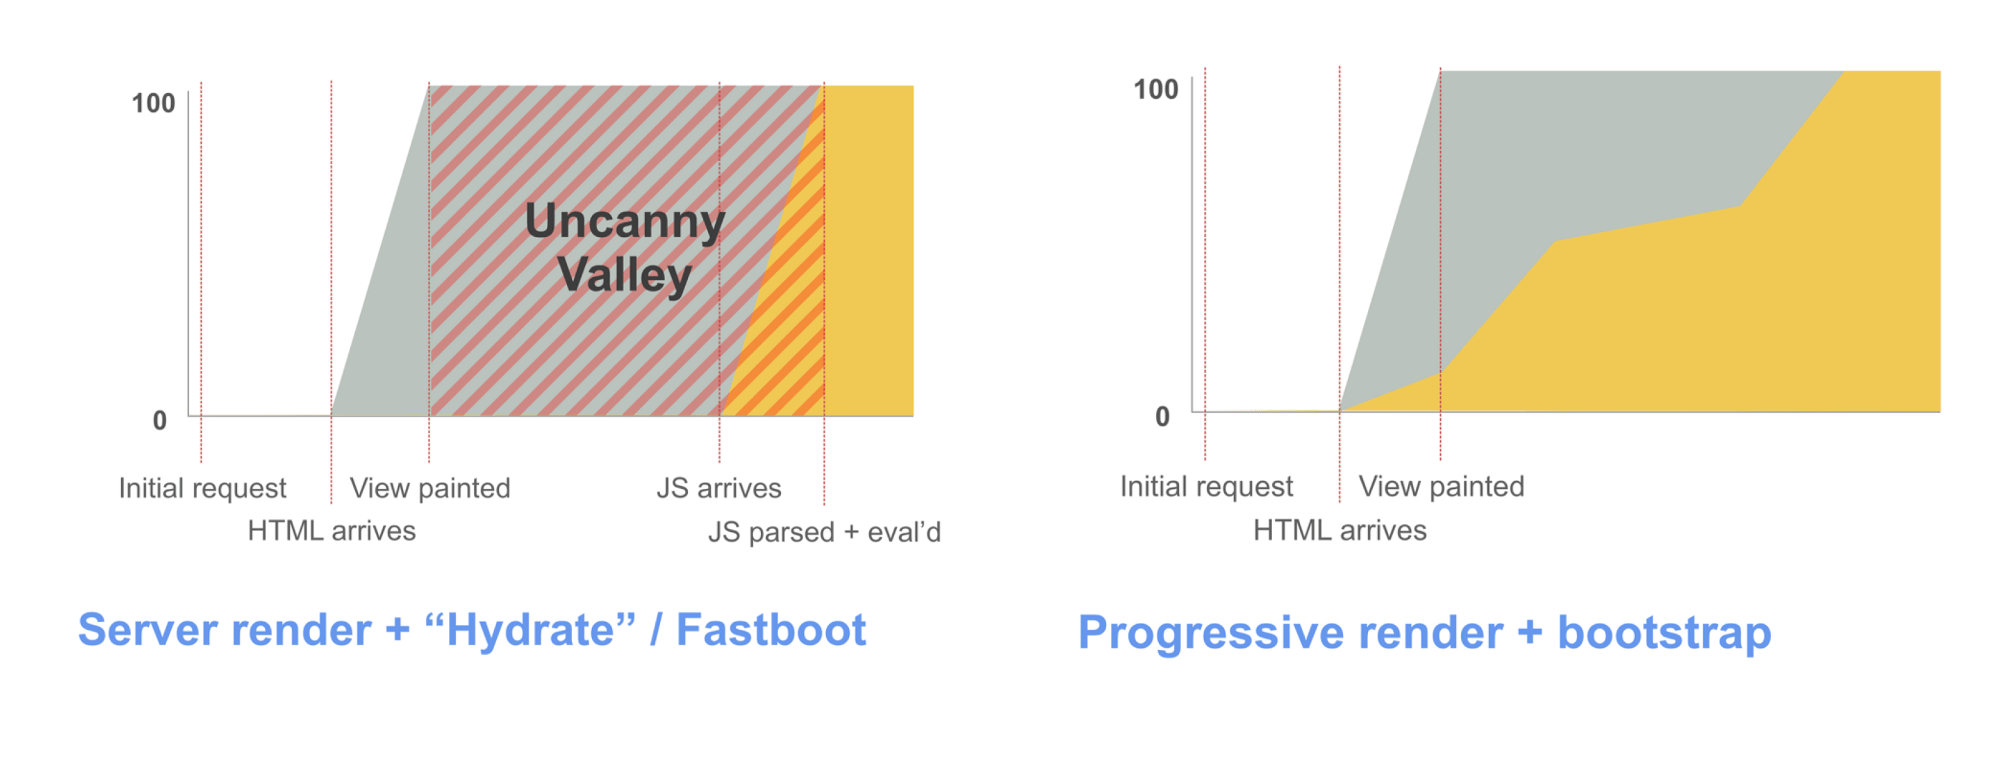 100
Uncanny
Valley
0
Initial request
View painted
JS arrives
HTML arrives
JS parsed + eval’d
Server render + “Hydrate” / Fastboot
100
0
Initial request
View painted
HTML arrives
Progressive render + bootstrap